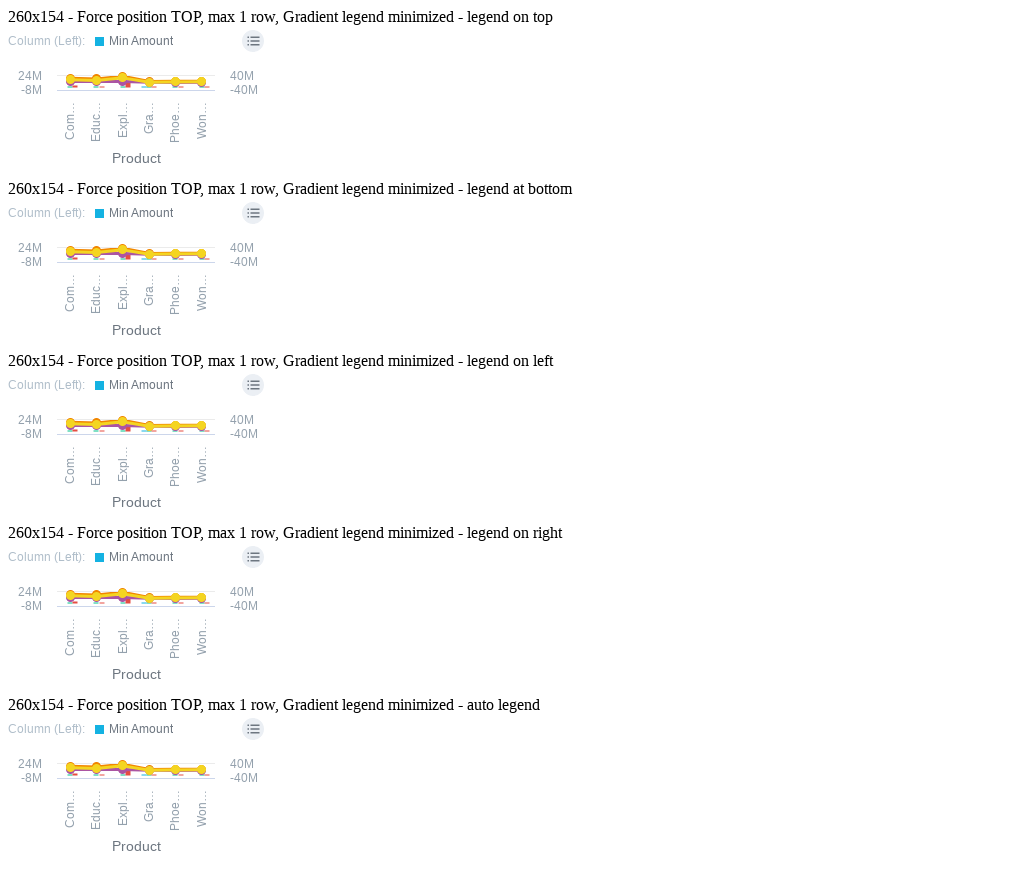 260x154 - Force position TOP, max 1 row, Gradient legend minimized - legend on top
Column (Left): Min Amount
24M 40M
-8M -40M
Com… Educ… Expl… Gra… Phoe… Won…
Product
260x154 - Force position TOP, max 1 row, Gradient legend minimized - legend at bottom
Column (Left): Min Amount
24M 40M
-8M -40M
Com… Educ… Expl… Gra… Phoe… Won…
Product
260x154 - Force position TOP, max 1 row, Gradient legend minimized - legend on left
Column (Left): Min Amount
24M 40M
-8M -40M
Com… Educ… Expl… Gra… Phoe… Won…
Product
260x154 - Force position TOP, max 1 row, Gradient legend minimized - legend on right
Column (Left): Min Amount
24M 40M
-8M -40M
Com… Educ… Expl… Gra… Phoe… Won…
Product
260x154 - Force position TOP, max 1 row, Gradient legend minimized - auto legend
Column (Left): Min Amount
24M 40M
-8M -40M
Com… Educ… Expl… Gra… Phoe… Won…
Product